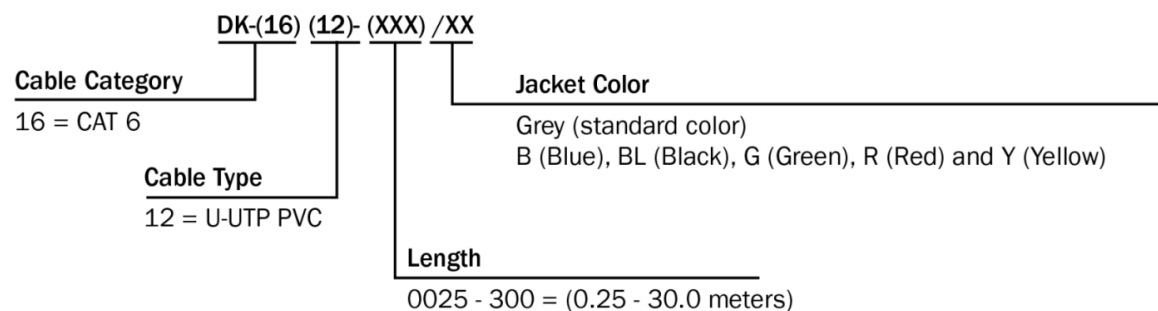 DK-(16) (12)- (XXX) /XX
Cable Category
16 = CAT 6
Jacket Color
Grey (standard color)
B (Blue), BL (Black), G (Green), R (Red) and Y (Yellow)
Cable Type
12 = U-UTP PVC
Length
0025 - 300 = (0.25 - 30.0 meters)